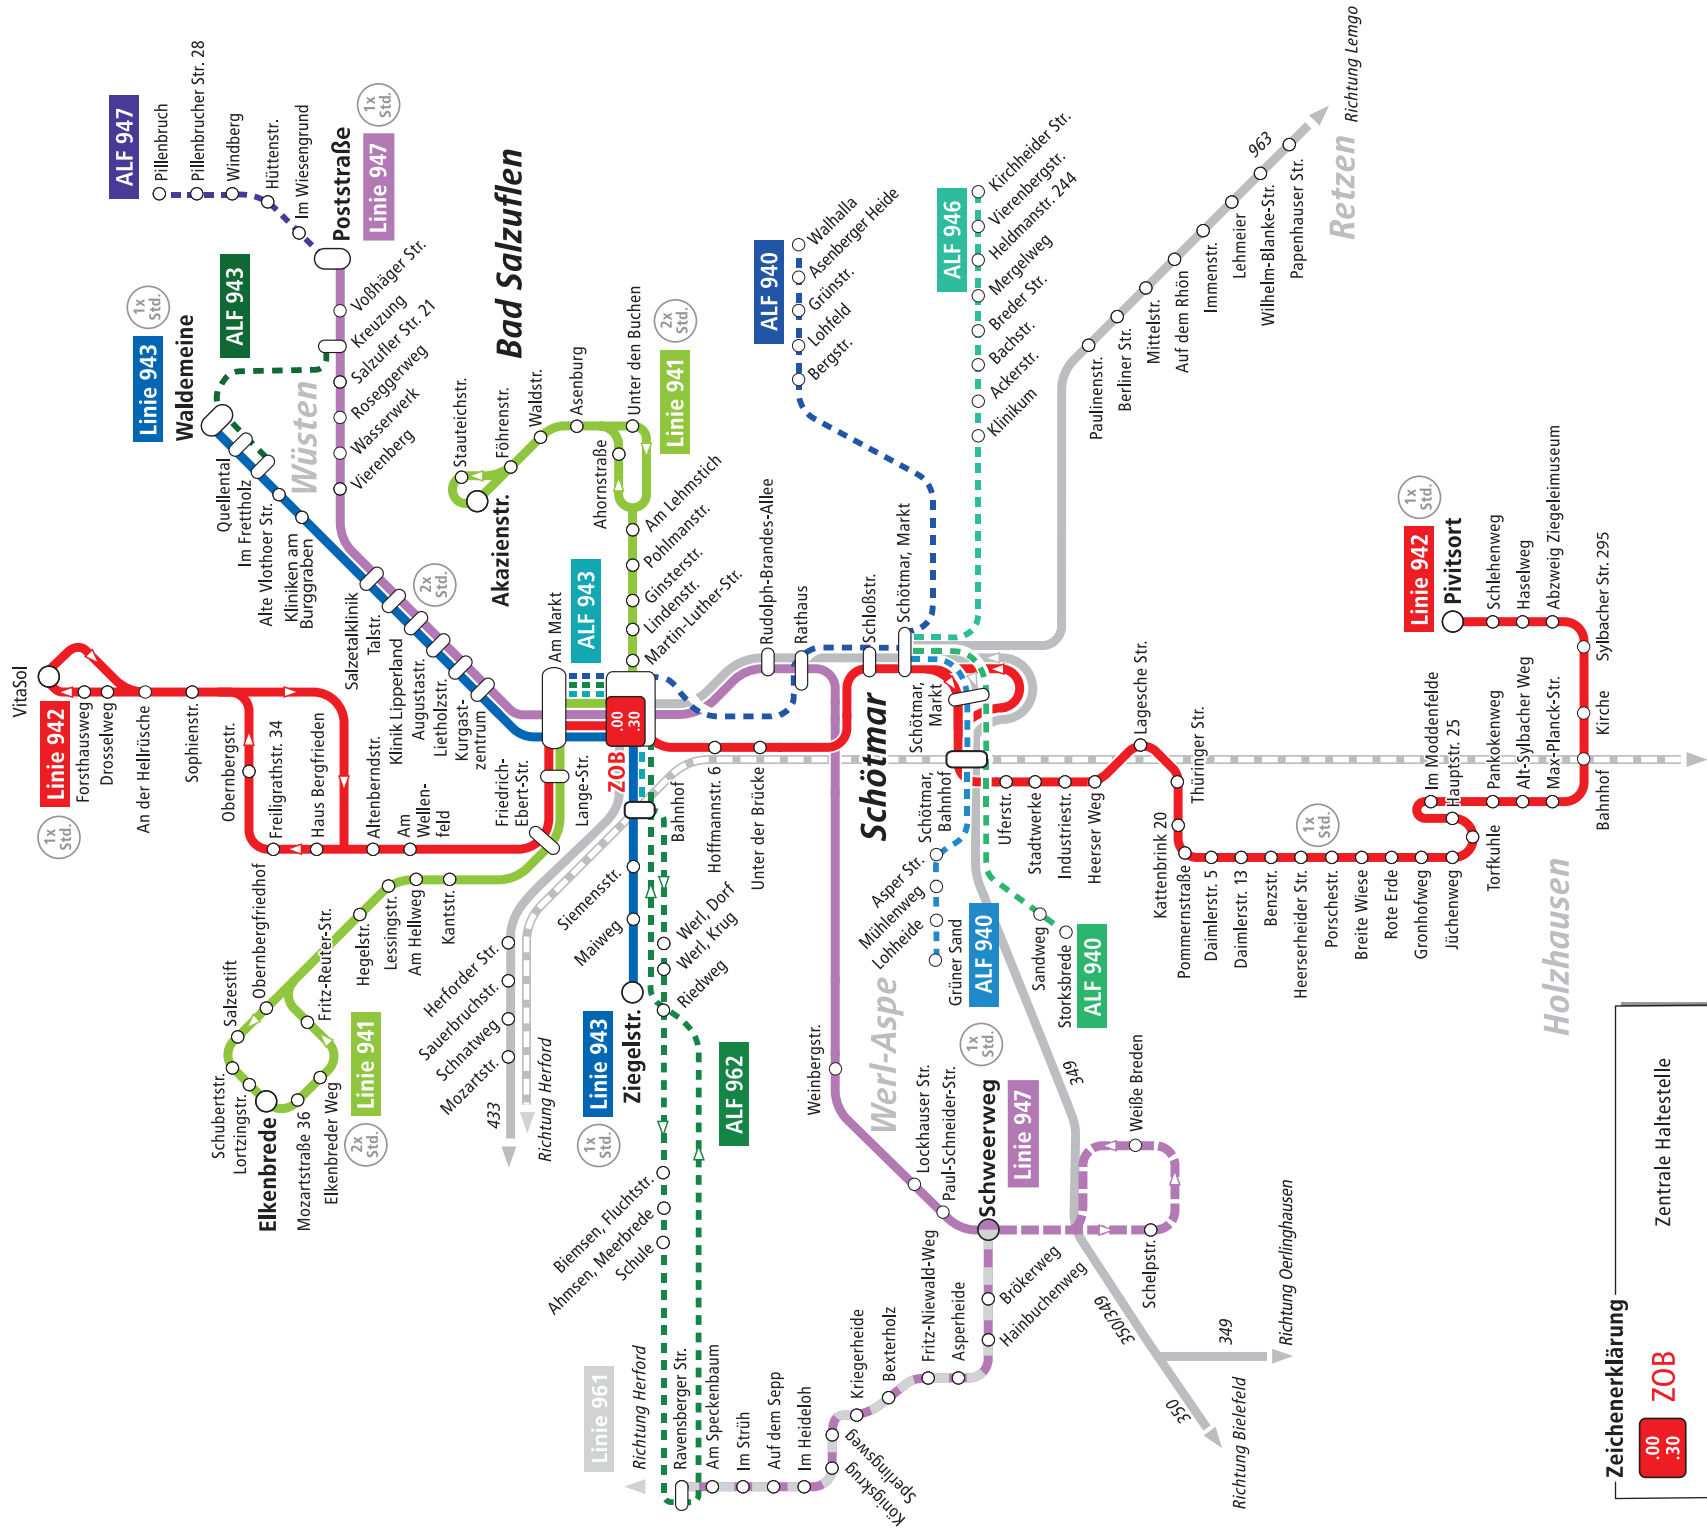 ALF 947
Pillenbruch
Pillenbrucher Str. 28
Windberg
Hüttenstr.
Im Wiesengrund
Poststraße
Linie 947
1x
Std.
Voßhäger Str.
Kreuzung
Salzufler Str. 21
Roseggerweg
Wasserwerk
Vierenberg
Wüsten
ALF 943
1x
Std.
Linie 943
Waldemeine
Quellental
Im Frettholz
Alte Vlothoer Str.
Kliniken am
Burggraben
Salzetalklinik
Talstr.
Klinik Lipperland
Augustastr.
Lietholzstr.
Kurgast-
zentrum
2x
Std.
Bad Salzuflen
Stauteichstr.
Föhrenstr.
Waldstr.
Asenburg
Unter den Buchen
Ahornstraße
Akazienstr.
2x
Std.
Linie 941
Am Lehmstich
Pohlmanstr.
Ginsterstr.
Lindenstr.
Martin-Luther-Str.
Am Markt
ALF 943
VitaSol
Linie 942
1x
Std.
Forsthausweg
Drosselweg
An der Hellrüsche
Sophienstr.
Obernbergstr.
Freiligrathstr. 34
Haus Bergfrieden
Altenberndstr.
Am
Wellen-
feld
Friedrich-
Ebert-Str.
Lange-Str.
ZOB
.00
.30
Obernbergfriedhof
Salzestift
Schubertstr.
Lortzingstr.
Elkenbrede
Mozartstraße 36
Elkenbreder Weg
Fritz-Reuter-Str.
Linie 941
2x
Std.
Hegelstr.
Lessingstr.
Am Hellweg
Kantstr.
Herforder Str.
Sauerbruchstr.
Schnatweg
Mozartstr.
433
Richtung Herford
Bahnhof
Siemensstr.
Maiweg
Ziegelstr.
Linie 943
1x
Std.
Werl, Dorf
Werl, Krug
Riedweg
ALF 962
Biemsen, Fluchtstr.
Ahmsen, Meerbrede
Schule
Linie 961
Richtung Herford
Ravensberger Str.
Am Speckenbaum
Im Strüh
Auf dem Sepp
Im Heideloh
Königskrug
Sperlingsweg
Kriegerheide
Bexterholz
Fritz-Niewald-Weg
Asperheide
Hainbuchenweg
Brökerweg
Schweerweg
Linie 947
1x
Std.
Paul-Schneider-Str.
Lockhauser Str.
Weinbergstr.
Werl-Aspe
Weiße Breden
Schelpstr.
349
350/349
349
Richtung Oerlinghausen
350
Richtung Bielefeld
Hoffmannstr. 6
Unter der Brücke
Rudolph-Brandes-Allee
Rathaus
Schloßstr.
Schötmar, Markt
Schötmar
Schötmar,
Markt
Schötmar,
Bahnhof
ALF 940
Walhalla
Asenberger Heide
Grünstr.
Lohfeld
Bergstr.
ALF 946
Kirchheider Str.
Vierenbergstr.
Heldmanstr. 244
Mergelweg
Breder Str.
Bachstr.
Ackerstr.
Klinikum
Asper Str.
Mühlenweg
Lohheide
Grüner Sand
ALF 940
Sandweg
Storksbrede
ALF 940
Uferstr.
Stadtwerke
Industriestr.
Heerser Weg
Lagesche Str.
Thüringer Str.
Kattenbrink 20
Pommernstraße
Daimlerstr. 5
Daimlerstr. 13
Benzstr.
Heerserheider Str.
Porschestr.
Breite Wiese
Rote Erde
Gronhofweg
Jüchenweg
Torfkuhle
1x
Std.
Hauptstr. 25
Im Moddenfelde
Pankokenweg
Alt-Sylbacher Weg
Max-Planck-Str.
Bahnhof
Kirche
Sylbacher Str. 295
Abzweig Ziegeleimuseum
Haselweg
Schlehenweg
Pivitsort
Linie 942
1x
Std.
Holzhausen
Paulinenstr.
Berliner Str.
Mittelstr.
Auf dem Rhön
Immenstr.
Lehmeier
Wilhelm-Blanke-Str.
Papenhauser Str.
963
Retzen
Richtung Lemgo
Zeichenerklärung
.00
.30
ZOB
Zentrale Haltestelle